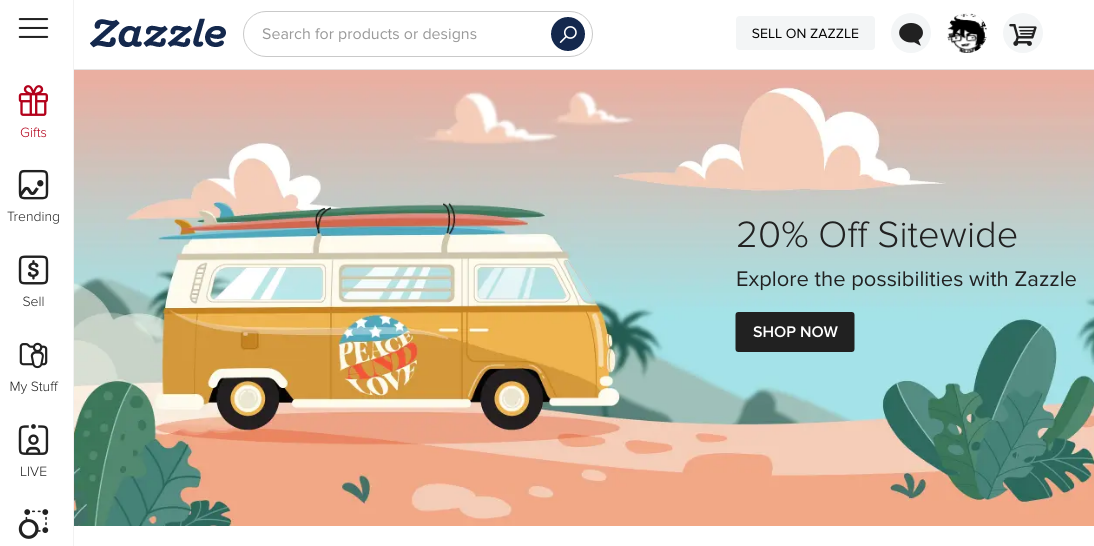 Zazzle
Search for products or designs
SELL ON ZAZZLE
Gifts
Trending
Sell
My Stuff
LIVE
20% Off Sitewide
Explore the possibilities with Zazzle
SHOP NOW
PEACE
AND
LOVE